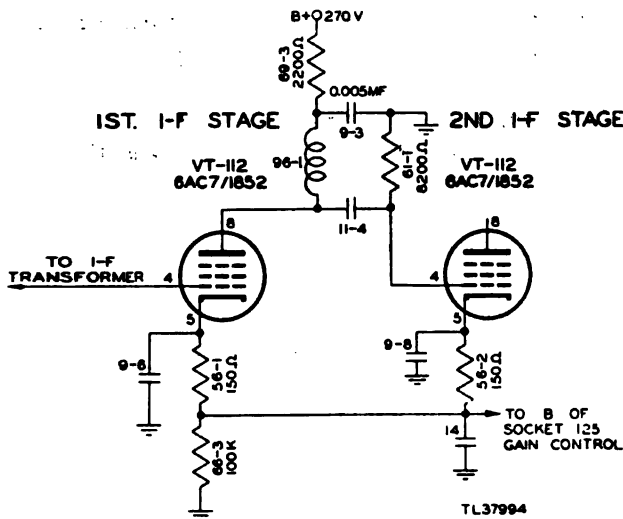 B+ 270 V
69-3
2200Ω
0.005MF
9-3
1ST. I-F STAGE
2ND I-F STAGE
96-1
61-1
8200Ω
VT-112
6AC7/1852
VT-112
6AC7/1852
11-4
8
8
TO I-F
TRANSFORMER
4
4
5
5
9-6
56-1
150Ω
9-8
56-2
150Ω
TO B OF
SOCKET 125
GAIN CONTROL
14
66-3
100K
TL37994